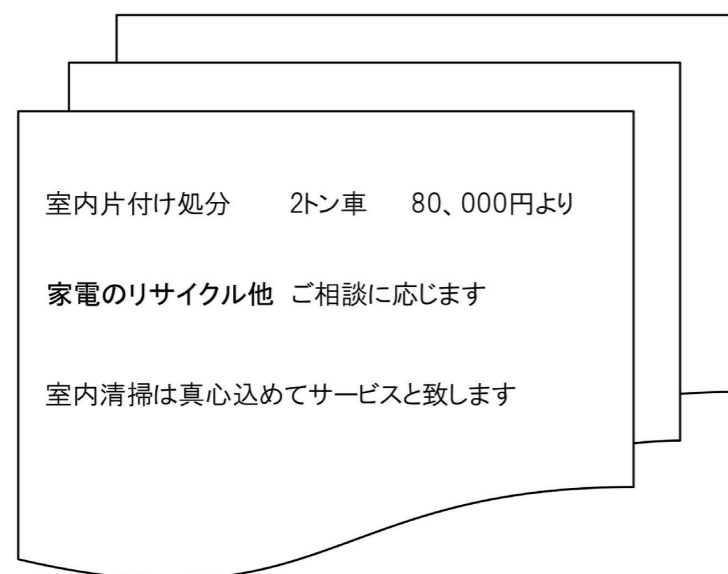 室内片付け処分　　2トン車　　80、000円より
家電のリサイクル他　ご相談に応じます
室内清掃は真心込めてサービスと致します